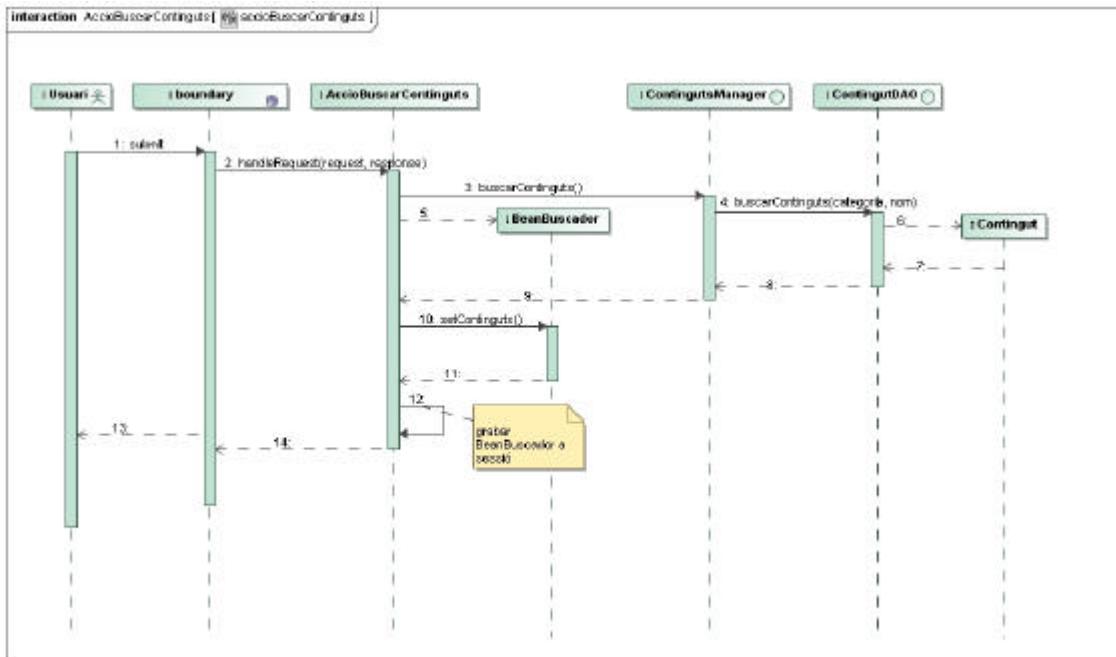 interaction AccioBuscarContinguts [ accioBuscarContinguts ]
: Usuari
: boundary
: AccioBuscarContinguts
: ContingutsManager
: ContingutDAO
1: submit
2: handleRequest(request, response)
3: buscarContinguts()
4: buscarContinguts(categoria, nom)
5:
: BeanBuscador
6:
: Contingut
7:
8:
9:
10: setContinguts()
11:
12:
grabar
BeanBuscador a
sessió
13:
14: